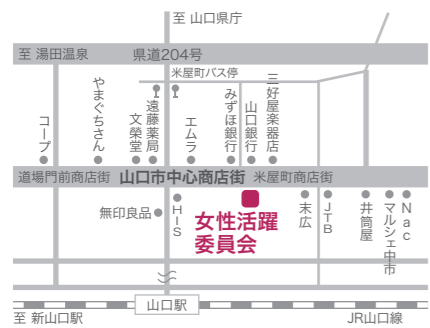 至 山口県庁
至 湯田温泉
県道204号
米屋町バス停
コープ
やまぐちさん
文榮堂
遠藤薬局
エムラ
みずほ銀行
山口銀行
三好屋楽器店
道場門前商店街
山口市中心商店街
米屋町商店街
無印良品
HIS
女性活躍
委員会
末広
JTB
井筒屋
マルシェ中市
Nac
山口駅
至 新山口駅
JR山口線